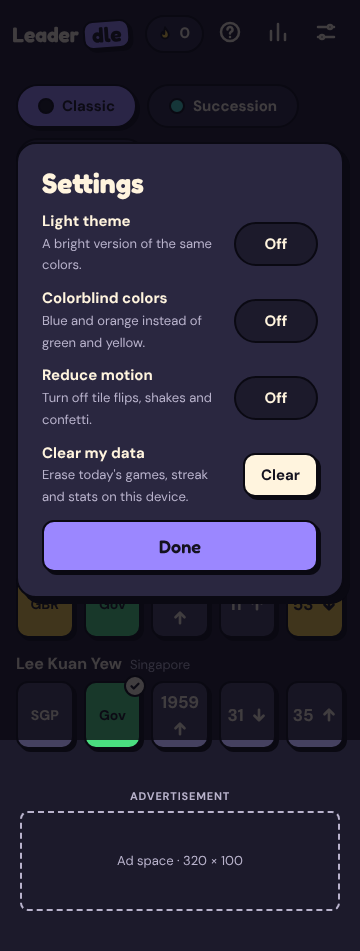 Leader dle
0
Classic
Succession
Settings
Light theme
A bright version of the same
colors.
Off
Colorblind colors
Blue and orange instead of
green and yellow.
Off
Reduce motion
Turn off tile flips, shakes and
confetti.
Off
Clear my data
Erase today's games, streak
and stats on this device.
Clear
Done
GBR Gov ↑ 53 ↓
Lee Kuan Yew Singapore
SGP Gov 1959 ↑ 31 ↓ 35 ↑
ADVERTISEMENT
Ad space · 320 × 100